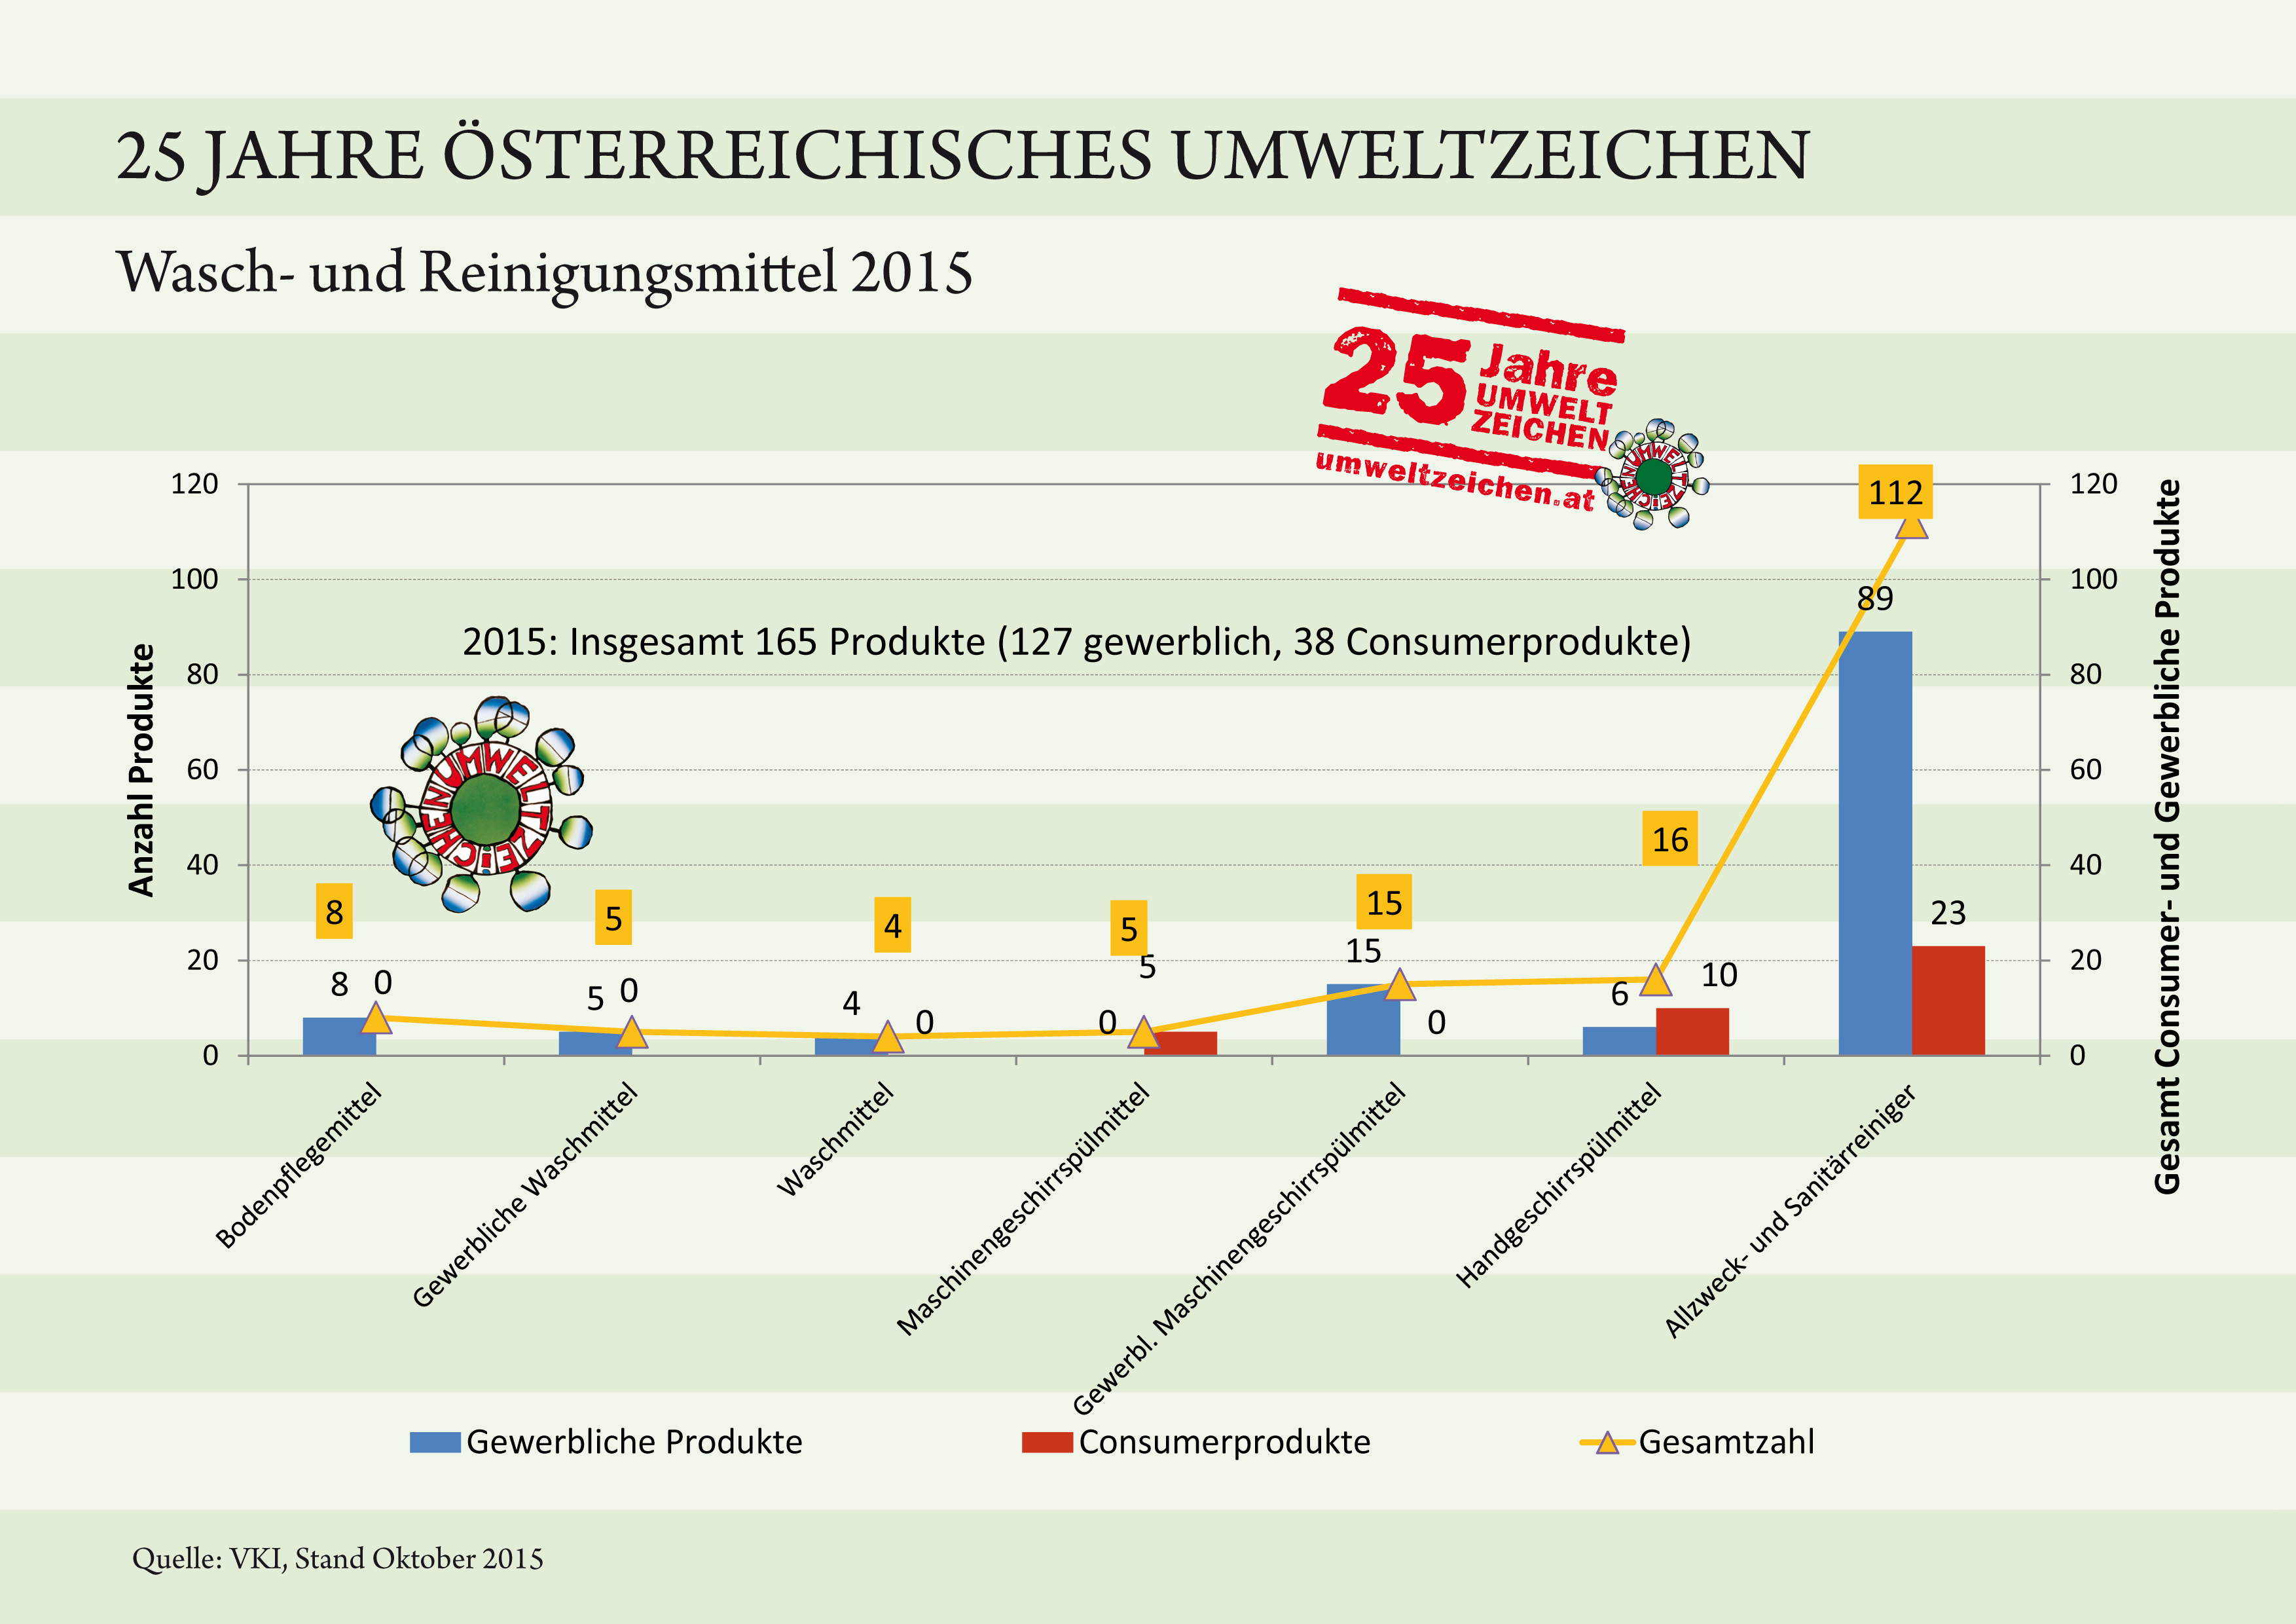 25 JAHRE ÖSTERREICHISCHES UMWELTZEICHEN
Wasch- und Reinigungsmittel 2015
25 Jahre
UMWELT
ZEICHEN
umweltzeichen.at
UMWELTZEICHEN
120
100
80
60
40
20
0
Anzahl Produkte
2015: Insgesamt 165 Produkte (127 gewerblich, 38 Consumerprodukte)
UMWELTZEICHEN
8
8 0
5
5 0
4
4 0
5
0 5
15
15 0
16
6 10
112
89 23
120
100
80
60
40
20
0
Gesamt Consumer- und Gewerbliche Produkte
Bodenpflegemittel
Gewerbliche Waschmittel
Waschmittel
Maschinengeschirrspülmittel
Gewerbl. Maschinengeschirrspülmittel
Handgeschirrspülmittel
Allzweck- und Sanitärreiniger
Gewerbliche Produkte
Consumerprodukte
Gesamtzahl
Quelle: VKI, Stand Oktober 2015